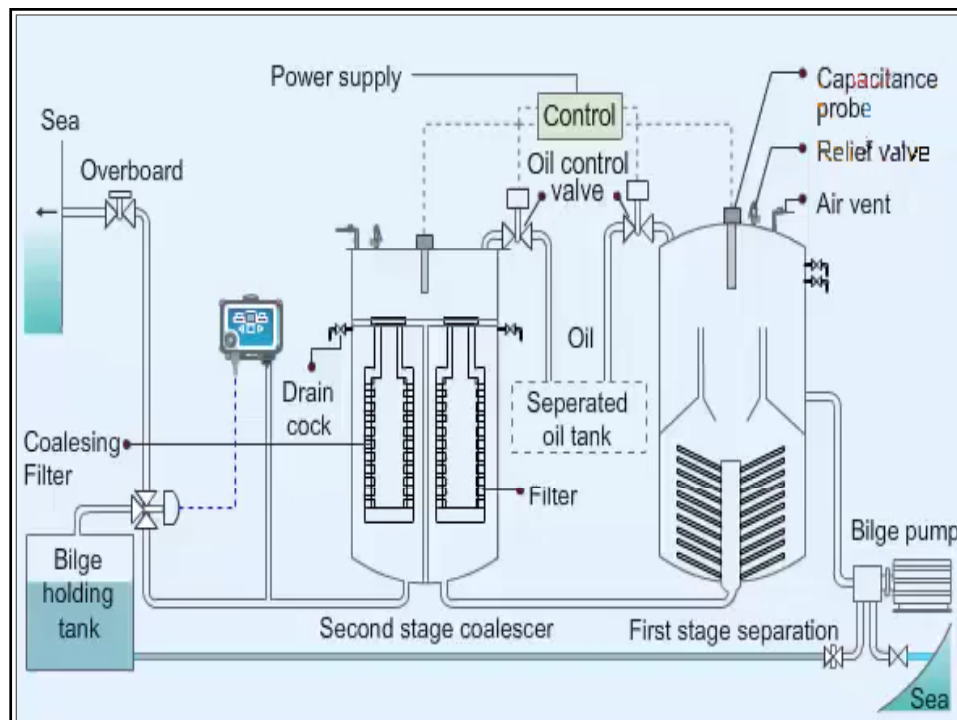 Power supply
Capacitance
probe
Control
Sea
Relief valve
Overboard
Oil control
valve
Air vent
Oil
Drain
cock
Seperated
oil tank
Coalesing
Filter
Filter
Bilge pump
Bilge
holding
tank
Second stage coalescer
First stage separation
Sea